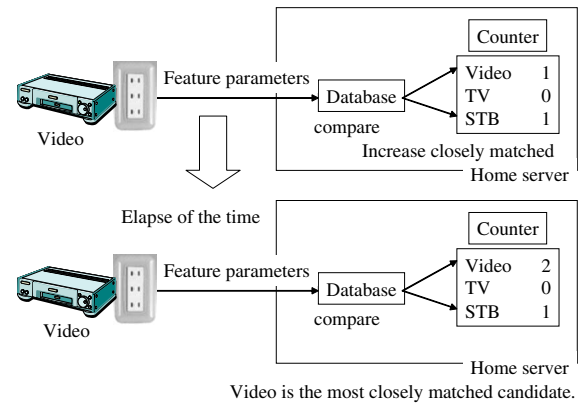 Counter
Feature parameters
Video 1
TV 0
STB 1
Database
compare
Video
Increase closely matched
Home server
Elapse of the time
Counter
Feature parameters
Video 2
TV 0
STB 1
Database
compare
Video
Home server
Video is the most closely matched candidate.